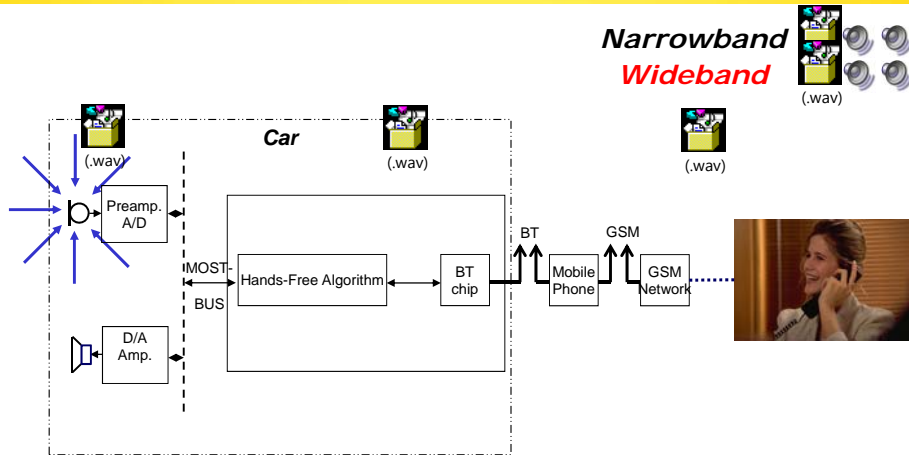 Narrowband
Wideband
(.wav)
(.wav)
(.wav)
(.wav)
Car
Preamp.
A/D
MOST-
BUS
Hands-Free Algorithm
BT
chip
BT
GSM
Mobile
Phone
GSM
Network
D/A
Amp.